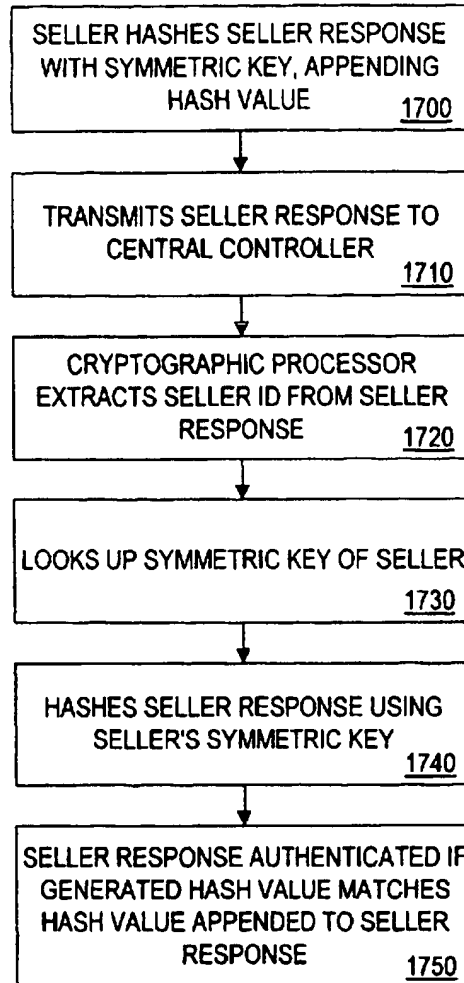 SELLER HASHES SELLER RESPONSE
WITH SYMMETRIC KEY, APPENDING
HASH VALUE
1700
TRANSMITS SELLER RESPONSE TO
CENTRAL CONTROLLER
1710
CRYPTOGRAPHIC PROCESSOR
EXTRACTS SELLER ID FROM SELLER
RESPONSE
1720
LOOKS UP SYMMETRIC KEY OF SELLER
1730
HASHES SELLER RESPONSE USING
SELLER'S SYMMETRIC KEY
1740
SELLER RESPONSE AUTHENTICATED IF
GENERATED HASH VALUE MATCHES
HASH VALUE APPENDED TO SELLER
RESPONSE
1750